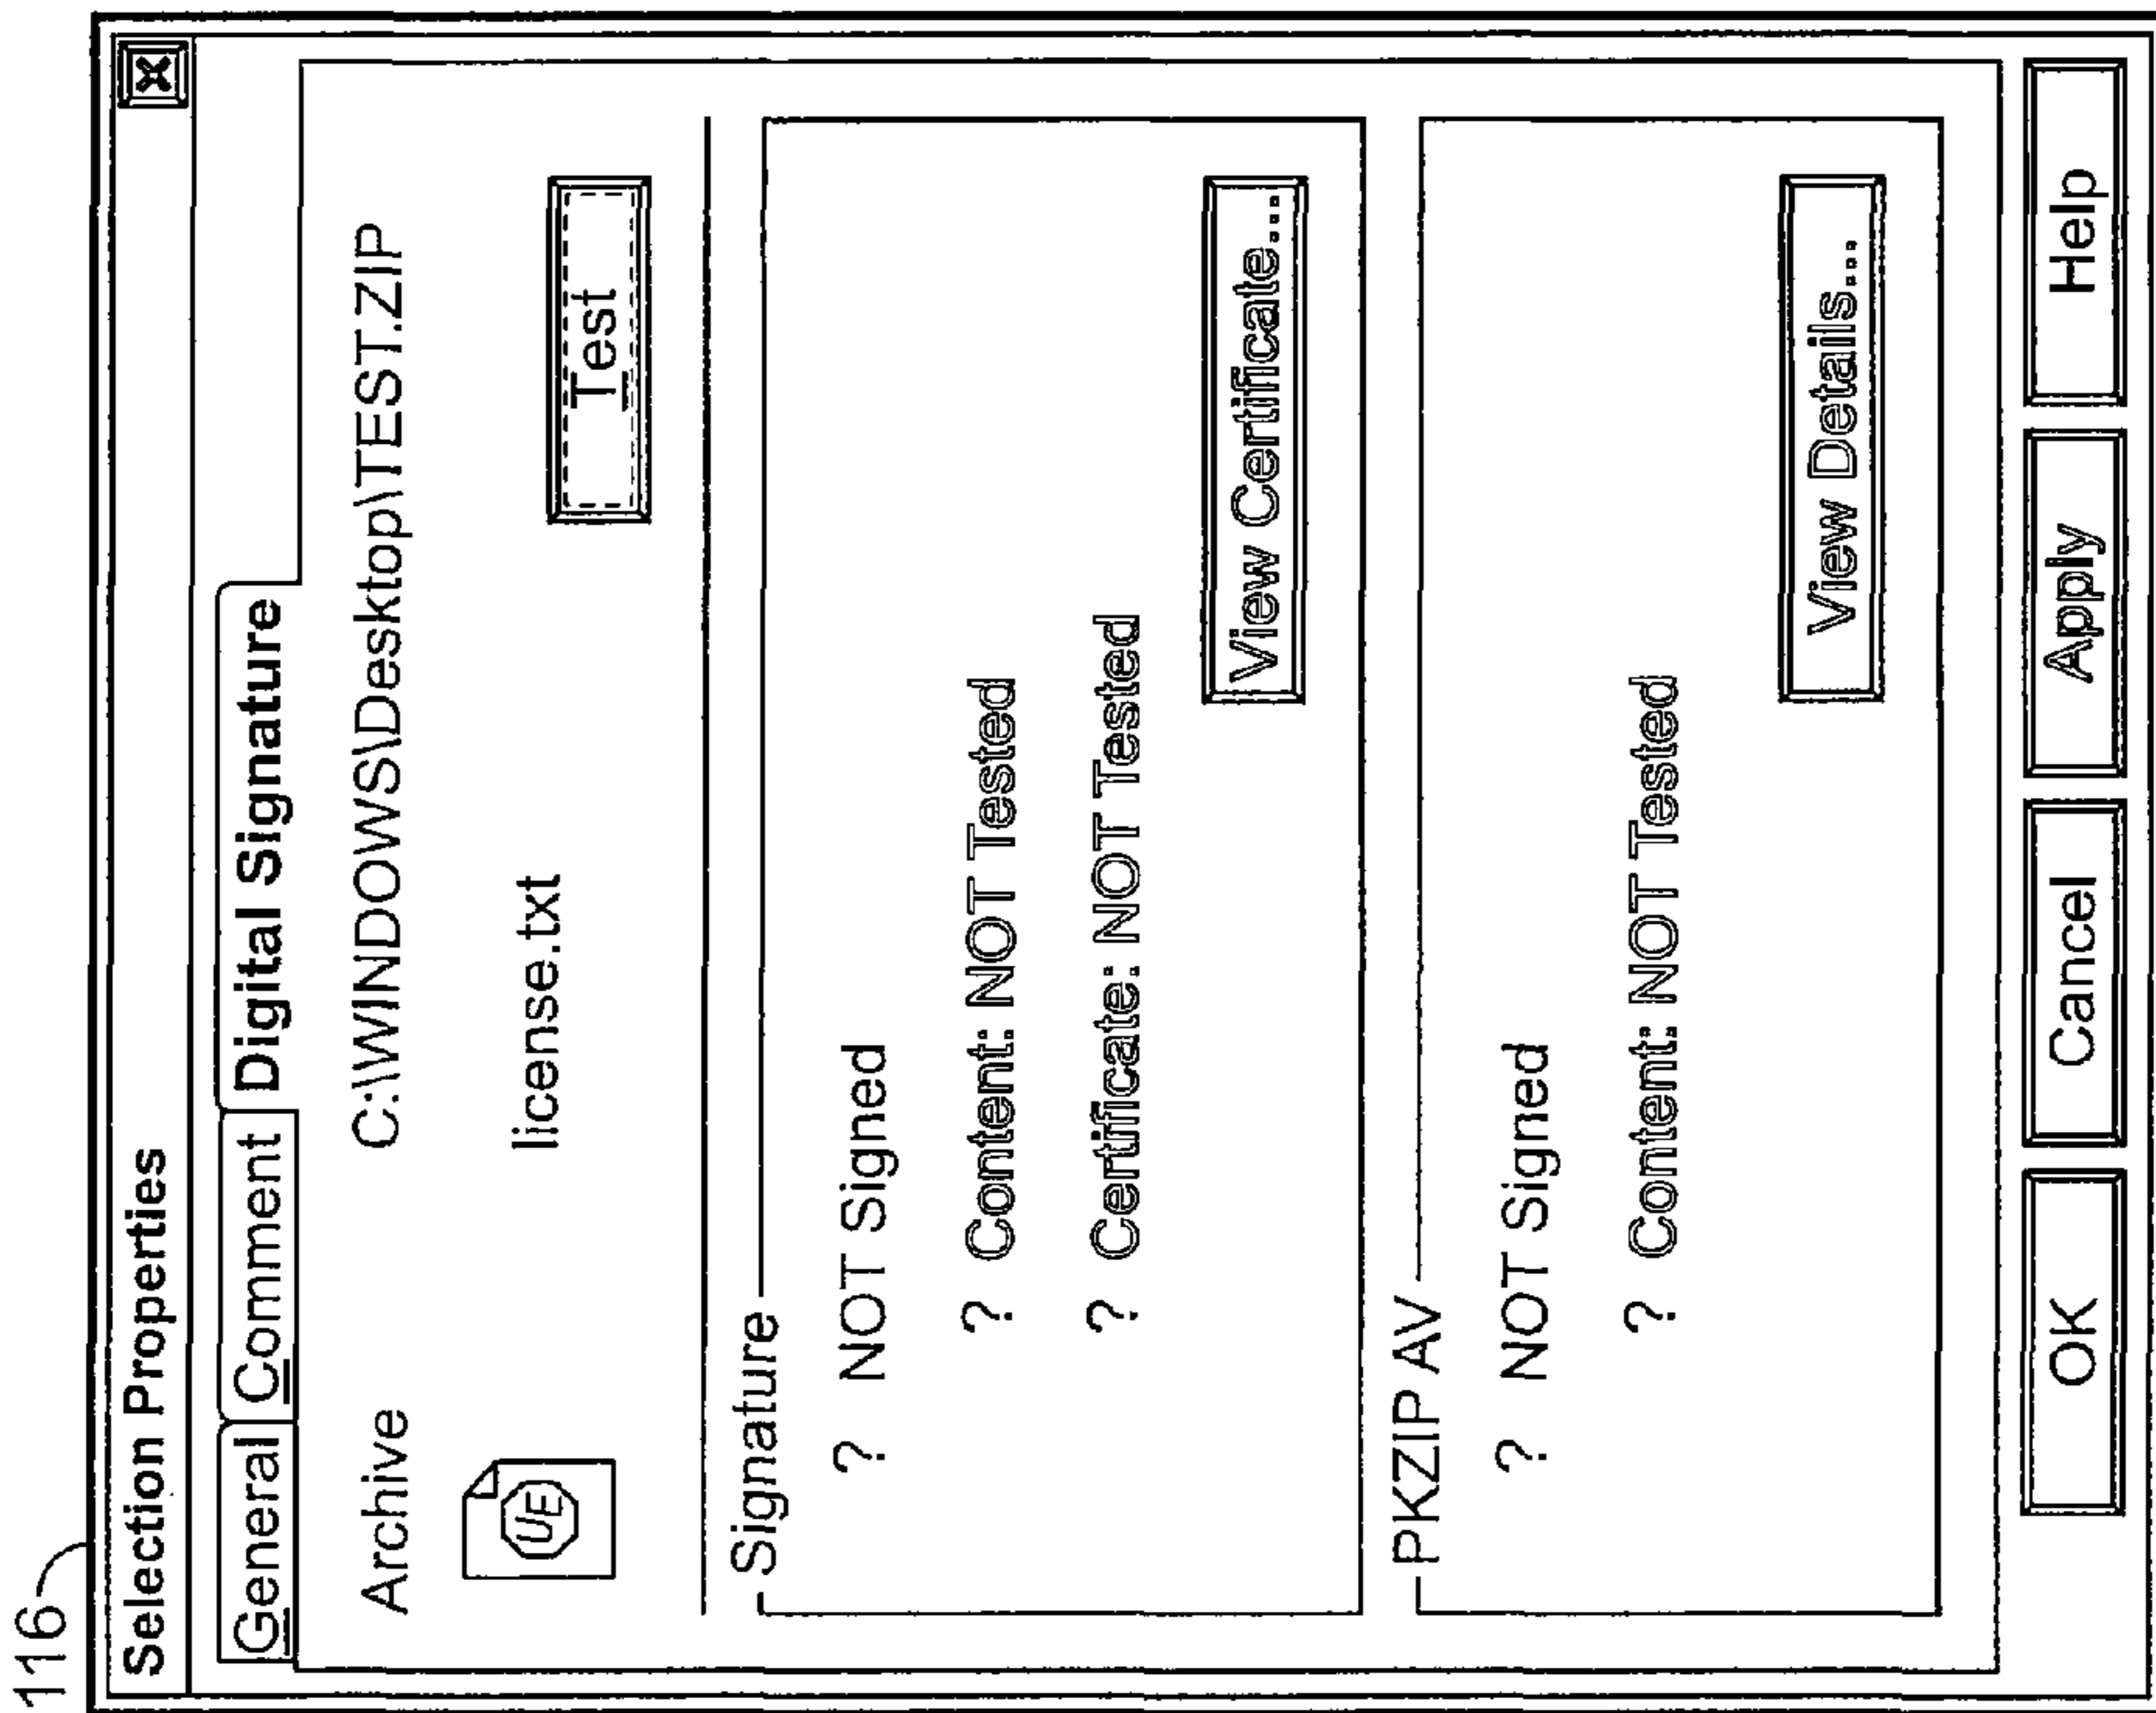 116
Selection Properties
General Comment Digital Signature
Archive C:\WINDOWS\Desktop\TEST.ZIP
UE license.txt
Test
Signature
? NOT Signed
? Content: NOT Tested
? Certificate: NOT Tested
View Certificate...
PKZIP AV
? NOT Signed
? Content: NOT Tested
View Details...
OK Cancel Apply Help